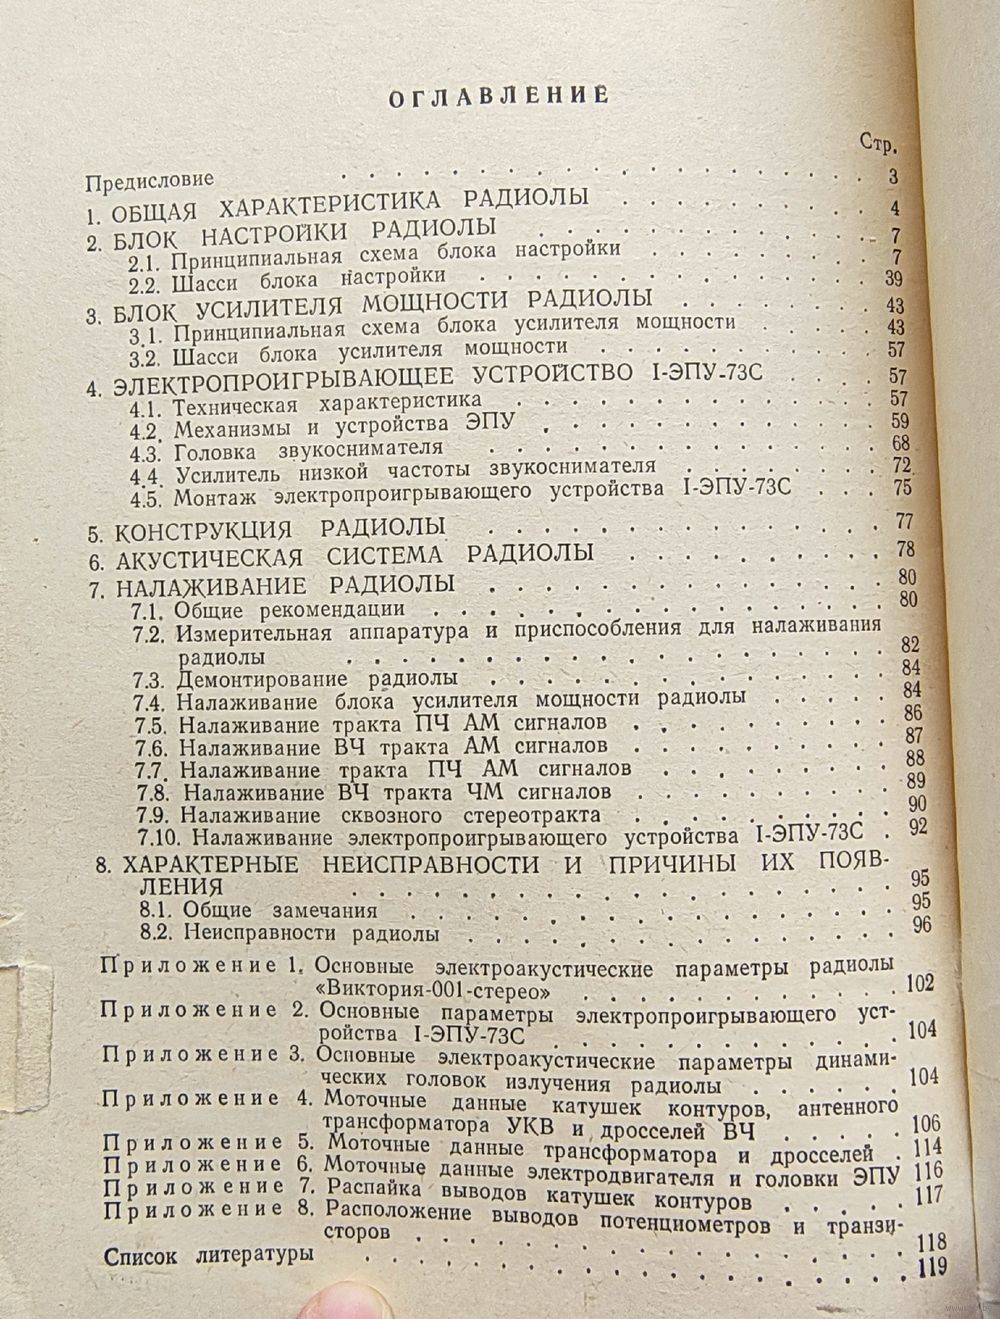 ОГЛАВЛЕНИЕ
Стр.
Предисловие . . . . . . . . . . . . . . . . . . . . 3
1. ОБЩАЯ ХАРАКТЕРИСТИКА РАДИОЛЫ . . . . . . . . . 4
2. БЛОК НАСТРОЙКИ РАДИОЛЫ . . . . . . . . . . . . 7
2.1. Принципиальная схема блока настройки . . . . . . . . . 7
2.2. Шасси блока настройки . . . . . . . . . . . . . . 39
3. БЛОК УСИЛИТЕЛЯ МОЩНОСТИ РАДИОЛЫ . . . . . . . 43
3.1. Принципиальная схема блока усилителя мощности . . . . . 43
3.2. Шасси блока усилителя мощности . . . . . . . . . . . 57
4. ЭЛЕКТРОПРОИГРЫВАЮЩЕЕ УСТРОЙСТВО I-ЭПУ-73С . . . . 57
4.1. Техническая характеристика . . . . . . . . . . . . . 57
4.2. Механизмы и устройства ЭПУ . . . . . . . . . . . . . 59
4.3. Головка звукоснимателя . . . . . . . . . . . . . . 68
4.4. Усилитель низкой частоты звукоснимателя . . . . . . . . 72
4.5. Монтаж электропроигрывающего устройства I-ЭПУ-73С . . . 75
5. КОНСТРУКЦИЯ РАДИОЛЫ . . . . . . . . . . . . . . 77
6. АКУСТИЧЕСКАЯ СИСТЕМА РАДИОЛЫ . . . . . . . . . . 78
7. НАЛАЖИВАНИЕ РАДИОЛЫ . . . . . . . . . . . . . . 80
7.1. Общие рекомендации . . . . . . . . . . . . . . . . 80
7.2. Измерительная аппаратура и приспособления для налаживания
радиолы . . . . . . . . . . . . . . . . . . . 82
7.3. Демонтирование радиолы . . . . . . . . . . . . . . 84
7.4. Налаживание блока усилителя мощности радиолы . . . . . 84
7.5. Налаживание тракта ПЧ АМ сигналов . . . . . . . . . 86
7.6. Налаживание ВЧ тракта АМ сигналов . . . . . . . . . 87
7.7. Налаживание тракта ПЧ АМ сигналов . . . . . . . . . 88
7.8. Налаживание ВЧ тракта ЧМ сигналов . . . . . . . . . 89
7.9. Налаживание сквозного стереотракта . . . . . . . . . 90
7.10. Налаживание электропроигрывающего устройства I-ЭПУ-73С . 92
8. ХАРАКТЕРНЫЕ НЕИСПРАВНОСТИ И ПРИЧИНЫ ИХ ПОЯВ-
ЛЕНИЯ . . . . . . . . . . . . . . . . . . . 95
8.1. Общие замечания . . . . . . . . . . . . . . . . . 95
8.2. Неисправности радиолы . . . . . . . . . . . . . . . 96
Приложение 1. Основные электроакустические параметры радиолы
«Виктория-001-стерео» . . . . . . . . . . . 102
Приложение 2. Основные параметры электропроигрывающего уст-
ройства I-ЭПУ-73С . . . . . . . . . . . . 104
Приложение 3. Основные электроакустические параметры динами-
ческих головок излучения радиолы . . . . . . 104
Приложение 4. Моточные данные катушек контуров, антенного
трансформатора УКВ и дросселей ВЧ . . . . . 106
Приложение 5. Моточные данные трансформатора и дросселей . 114
Приложение 6. Моточные данные электродвигателя и головки ЭПУ 116
Приложение 7. Распайка выводов катушек контуров . . . . . 117
Приложение 8. Расположение выводов потенциометров и транзи-
сторов . . . . . . . . . . . . . . . . . . 118
Список литературы . . . . . . . . . . . . . . . . . . . 119